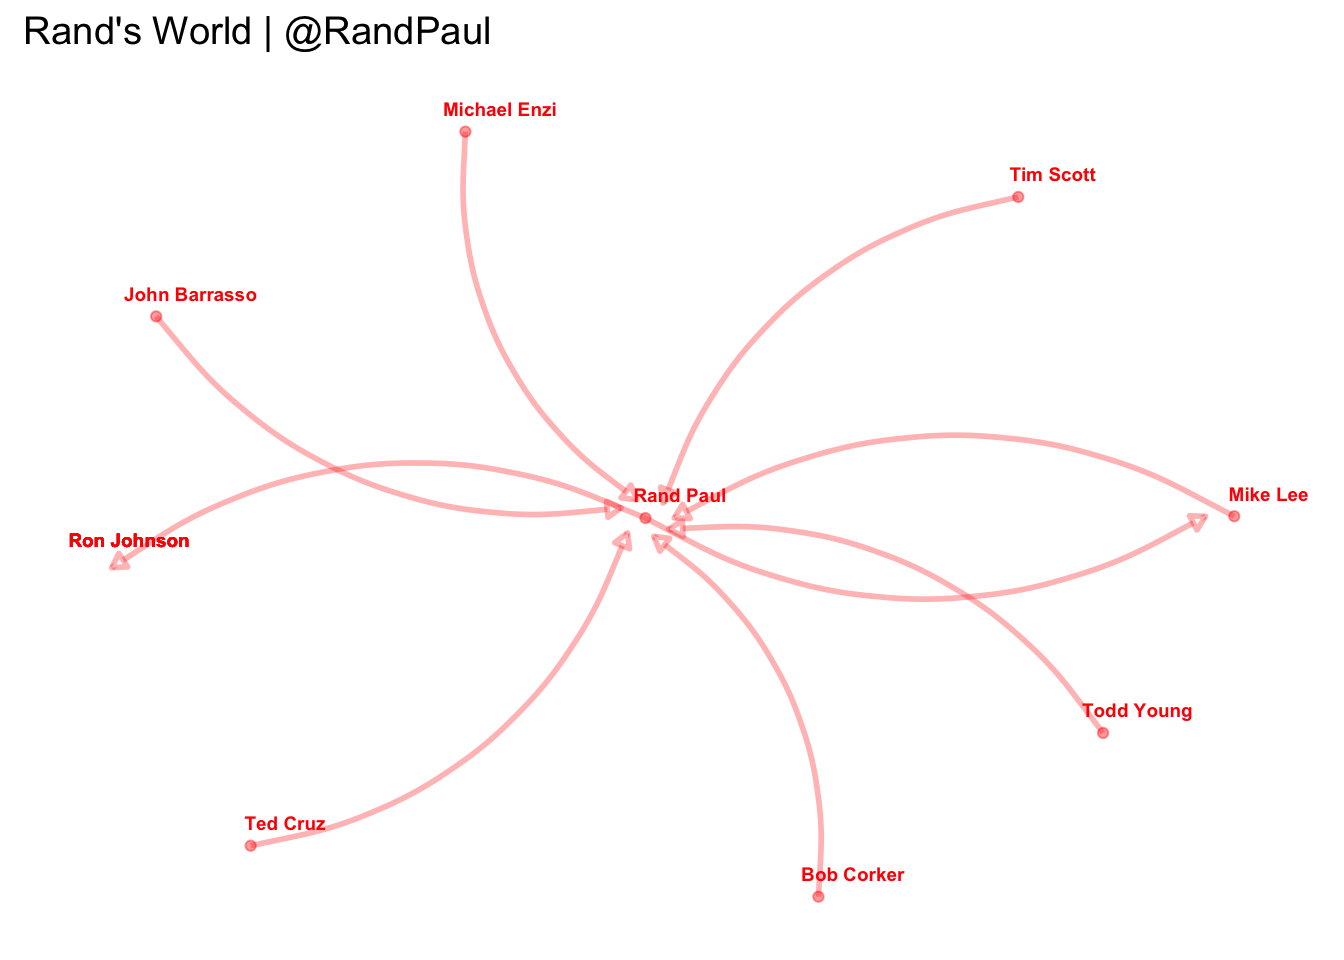 Rand's World | @RandPaul
Michael Enzi
Tim Scott
John Barrasso
Rand Paul
Mike Lee
Ron Johnson
Todd Young
Ted Cruz
Bob Corker